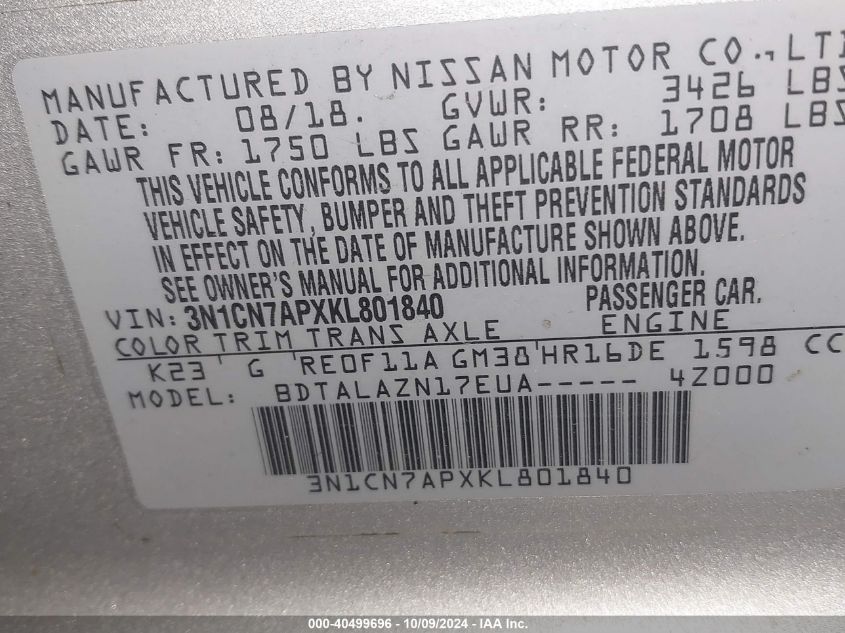 MANUFACTURED BY NISSAN MOTOR CO., LT
DATE: 08/18. GVWR: 3426 LBS
GAWR FR: 1750 LBS GAWR RR: 1708 LBS
THIS VEHICLE CONFORMS TO ALL APPLICABLE FEDERAL MOTOR
VEHICLE SAFETY, BUMPER AND THEFT PREVENTION STANDARDS
IN EFFECT ON THE DATE OF MANUFACTURE SHOWN ABOVE.
SEE OWNER'S MANUAL FOR ADDITIONAL INFORMATION.
VIN: 3N1CN7APXKL801840 PASSENGER CAR.
COLOR TRIM TRANS AXLE ENGINE
K23 G RE0F11A GM38 HR16DE 1598 CC
MODEL: BDTALAZN17EUA----- 4Z000
3N1CN7APXKL801840
000-40499696 - 10/09/2024 - IAA Inc.